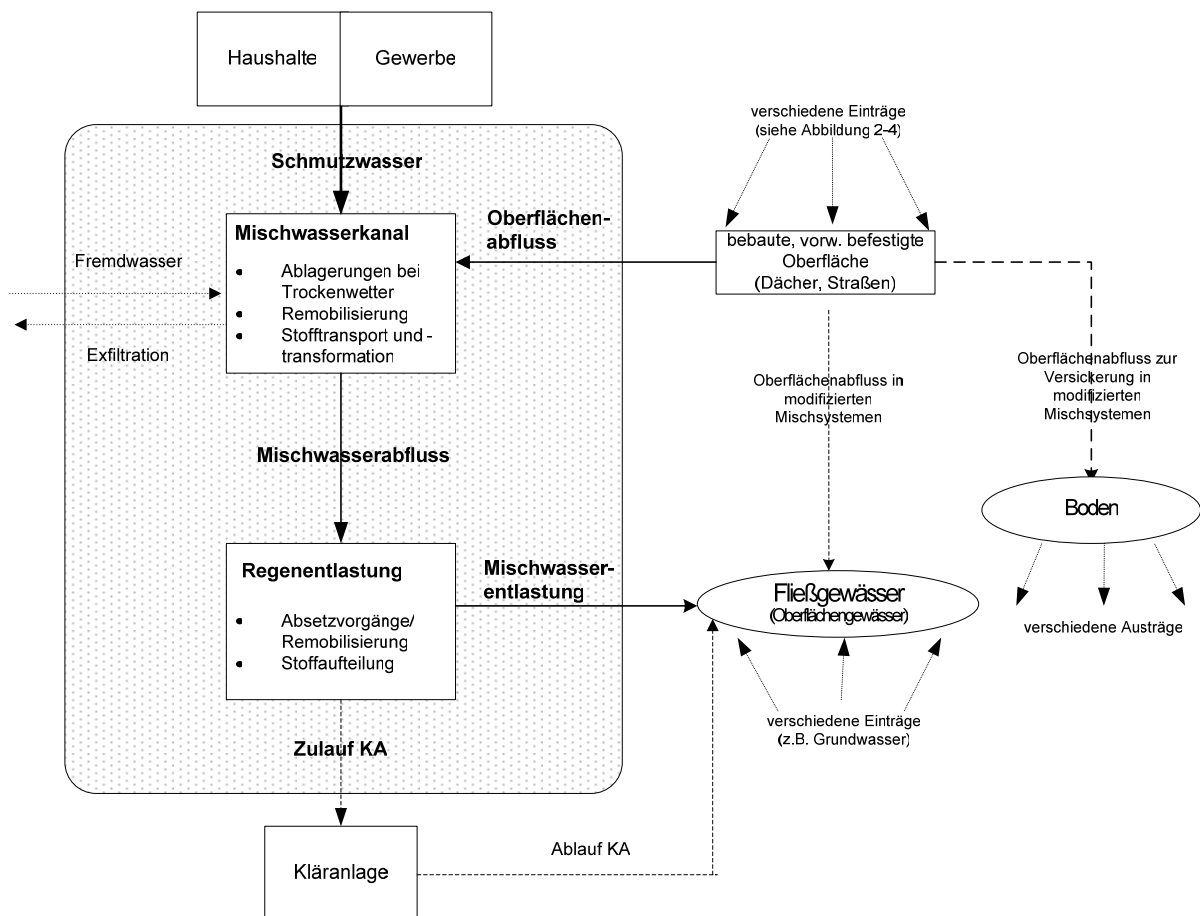 Haushalte
Gewerbe
verschiedene Einträge
(siehe Abbildung 2-4)
Schmutzwasser
Oberflächen-
abfluss
bebaute, vorw. befestigte
Oberfläche
(Dächer, Straßen)
Mischwasserkanal
• Ablagerungen bei
Trockenwetter
• Remobilisierung
• Stofftransport und -
transformation
Fremdwasser
Exfiltration
Oberflächenabfluss in
modifizierten
Mischsystemen
Oberflächenabfluss zur
Versickerung in
modifizierten
Mischsystemen
Mischwasserabfluss
Boden
Regenentlastung
• Absetzvorgänge/
Remobilisierung
• Stoffaufteilung
Mischwasser-
entlastung
Fließgewässer
(Oberflächengewässer)
verschiedene Austräge
verschiedene Einträge
(z.B. Grundwasser)
Zulauf KA
Kläranlage
Ablauf KA